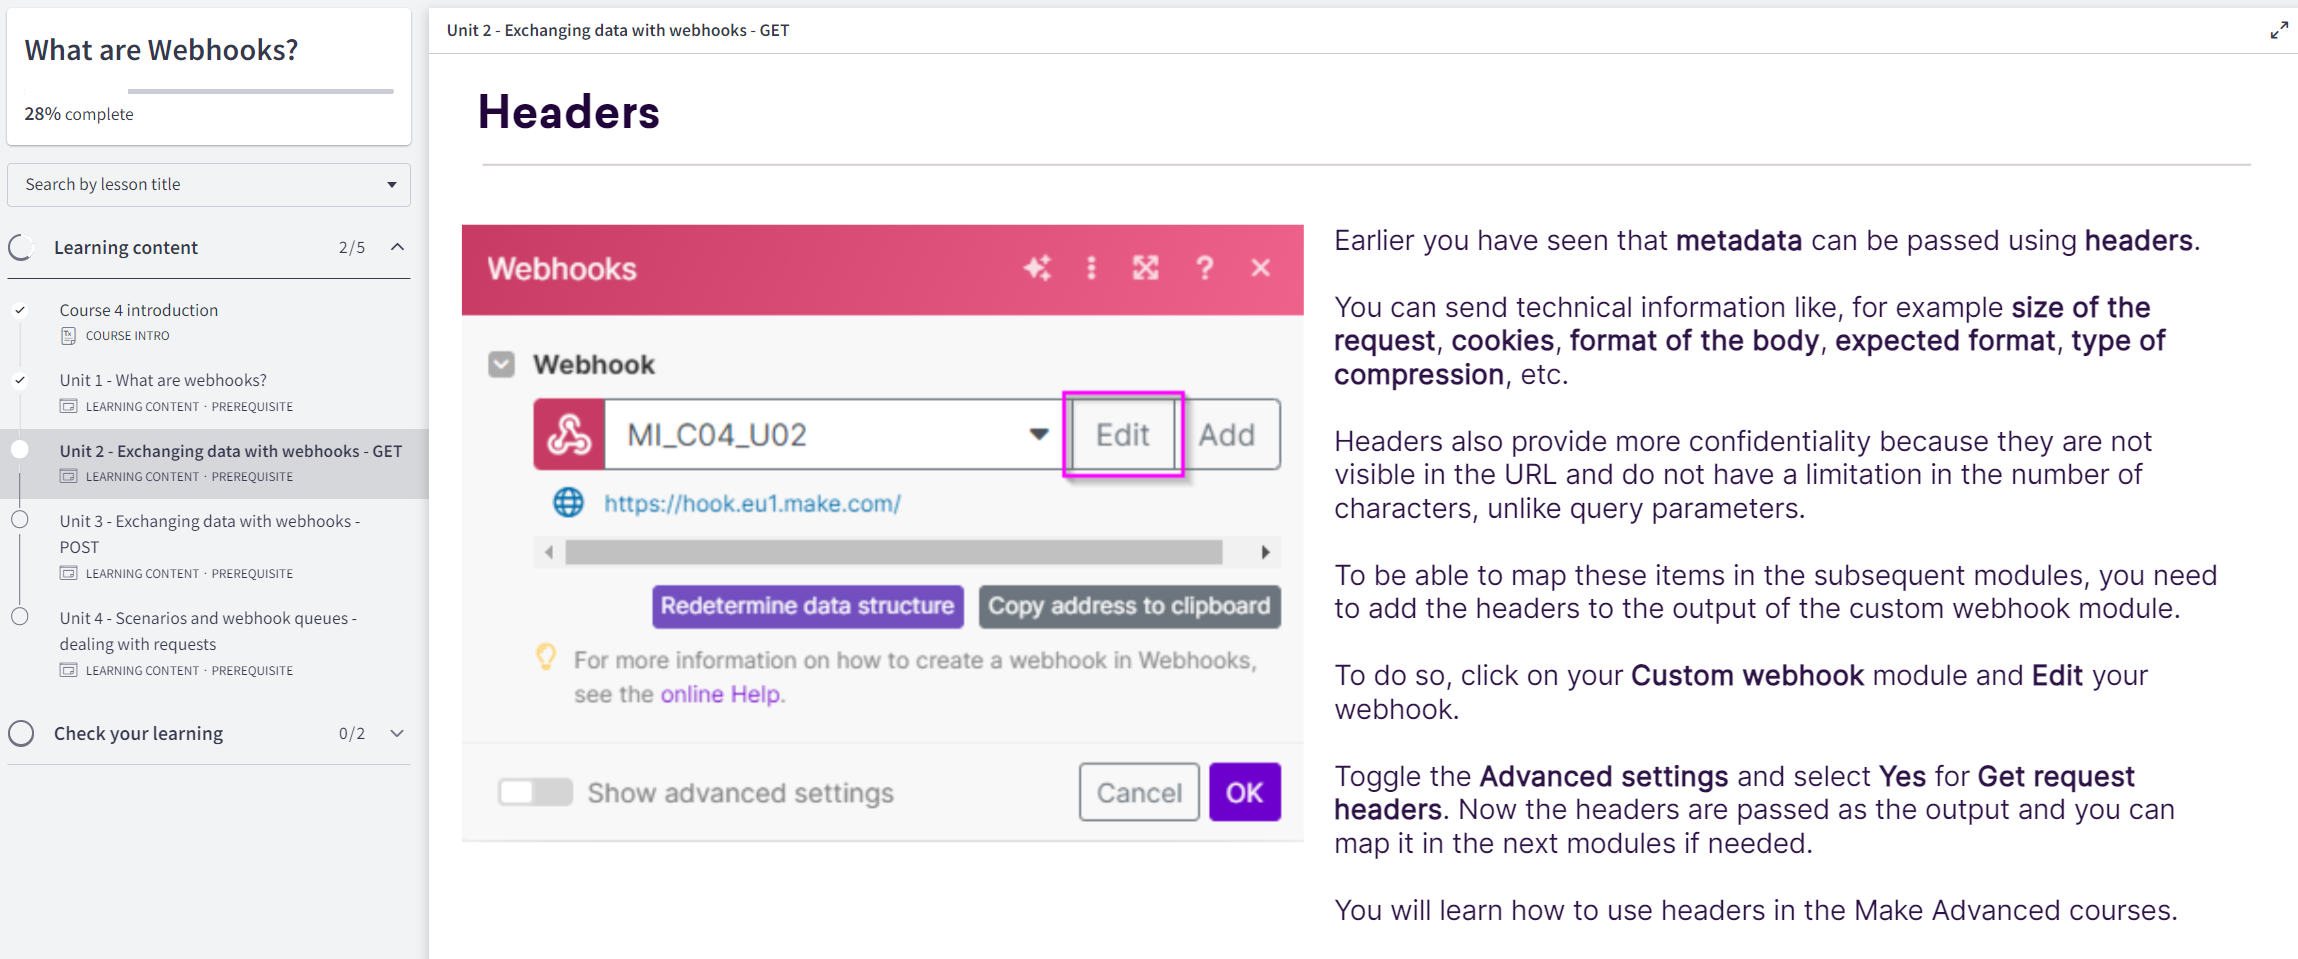 What are Webhooks?
28% complete
Search by lesson title
Learning content 2/5
Course 4 introduction
COURSE INTRO
Unit 1 - What are webhooks?
LEARNING CONTENT · PREREQUISITE
Unit 2 - Exchanging data with webhooks - GET
LEARNING CONTENT · PREREQUISITE
Unit 3 - Exchanging data with webhooks -
POST
LEARNING CONTENT · PREREQUISITE
Unit 4 - Scenarios and webhook queues -
dealing with requests
LEARNING CONTENT · PREREQUISITE
Check your learning 0/2
Unit 2 - Exchanging data with webhooks - GET
Headers
Webhooks
Webhook
MI_C04_U02
Edit
Add
https://hook.eu1.make.com/
Redetermine data structure
Copy address to clipboard
For more information on how to create a webhook in Webhooks,
see the online Help.
Show advanced settings
Cancel
OK
Earlier you have seen that metadata can be passed using headers.
You can send technical information like, for example size of the
request, cookies, format of the body, expected format, type of
compression, etc.
Headers also provide more confidentiality because they are not
visible in the URL and do not have a limitation in the number of
characters, unlike query parameters.
To be able to map these items in the subsequent modules, you need
to add the headers to the output of the custom webhook module.
To do so, click on your Custom webhook module and Edit your
webhook.
Toggle the Advanced settings and select Yes for Get request
headers. Now the headers are passed as the output and you can
map it in the next modules if needed.
You will learn how to use headers in the Make Advanced courses.